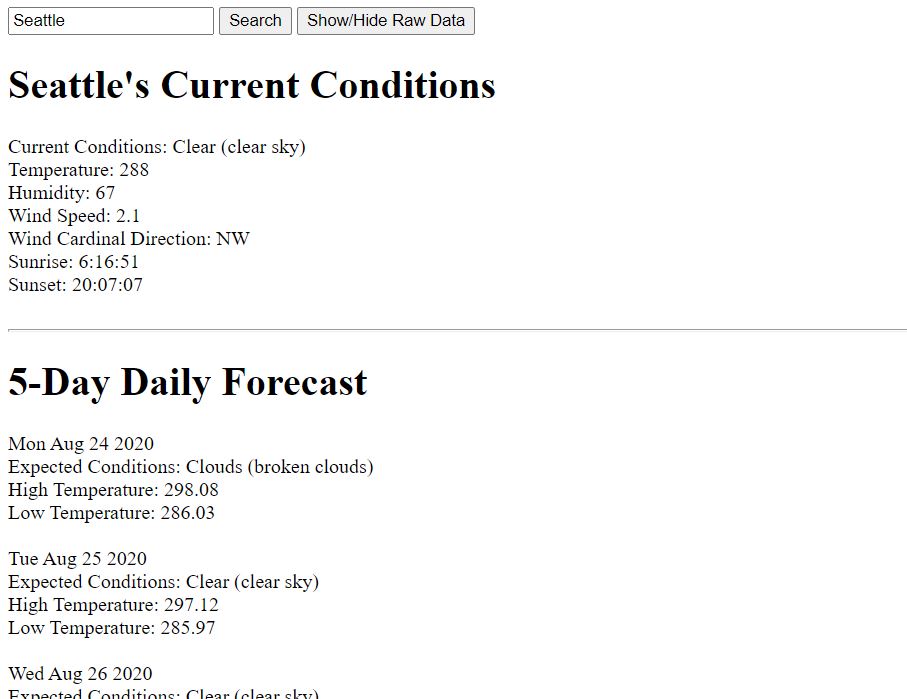 Seattle Search Show/Hide Raw Data
Seattle's Current Conditions
Current Conditions: Clear (clear sky)
Temperature: 288
Humidity: 67
Wind Speed: 2.1
Wind Cardinal Direction: NW
Sunrise: 6:16:51
Sunset: 20:07:07
5-Day Daily Forecast
Mon Aug 24 2020
Expected Conditions: Clouds (broken clouds)
High Temperature: 298.08
Low Temperature: 286.03
Tue Aug 25 2020
Expected Conditions: Clear (clear sky)
High Temperature: 297.12
Low Temperature: 285.97
Wed Aug 26 2020
Expected Conditions: Clear (clear sky)